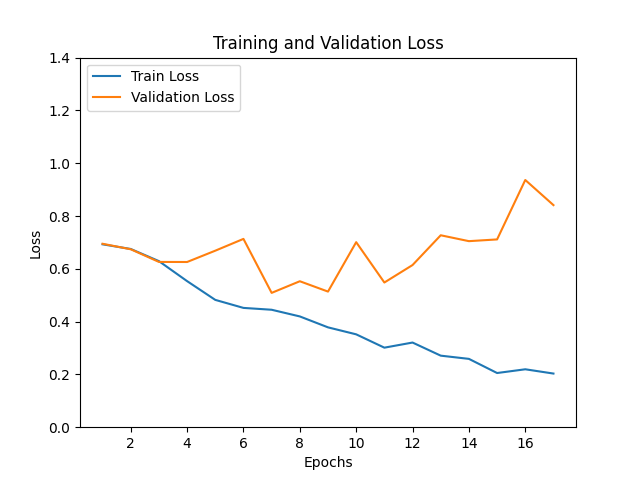 Training and Validation Loss
Train Loss
Validation Loss
1.4
1.2
1.0
0.8
0.6
0.4
0.2
0.0
Loss
2 4 6 8 10 12 14 16
Epochs